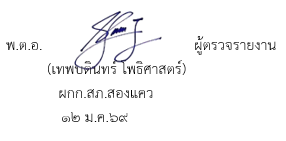 พ.ต.อ. ผู้ตรวจรายงาน
(เทพบดินทร์ โพธิศาสตร์)
ผกก.สภ.สองแคว
๑๒ ม.ค.๖๙